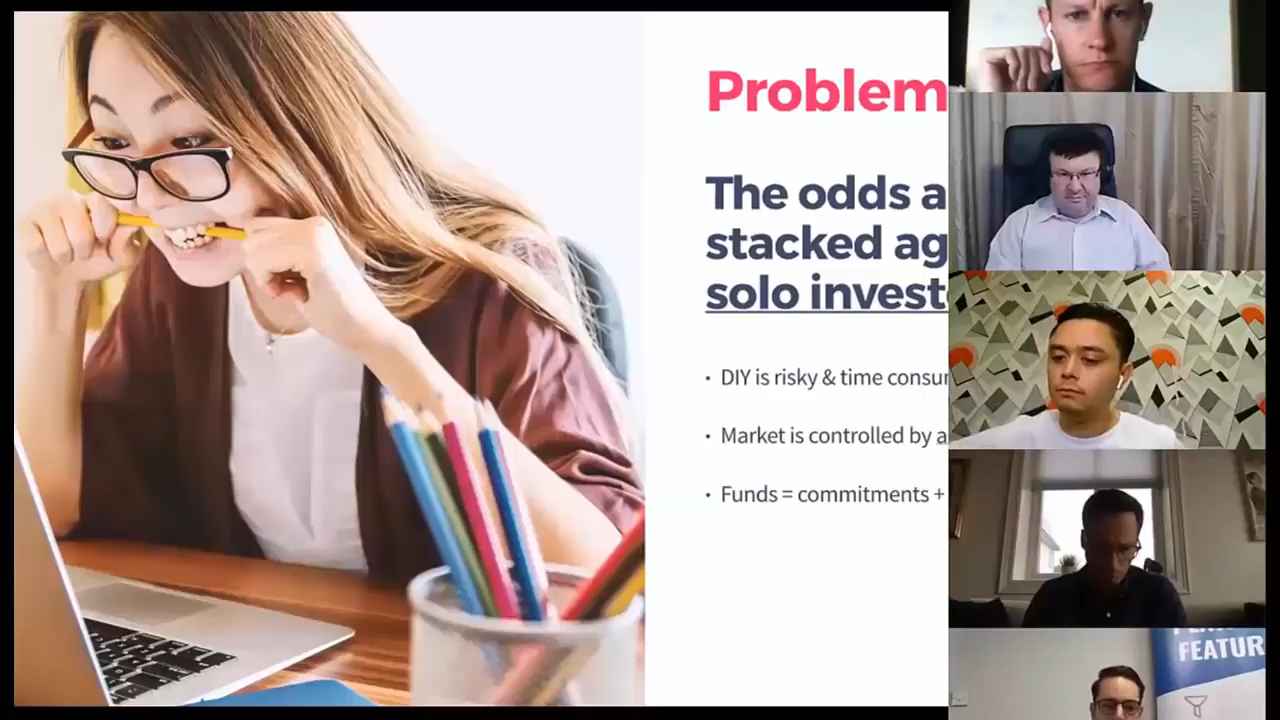 Problem
The odds a
stacked ag
solo invest
• DIY is risky & time consu
• Market is controlled by a
• Funds = commitments +
FEATUR